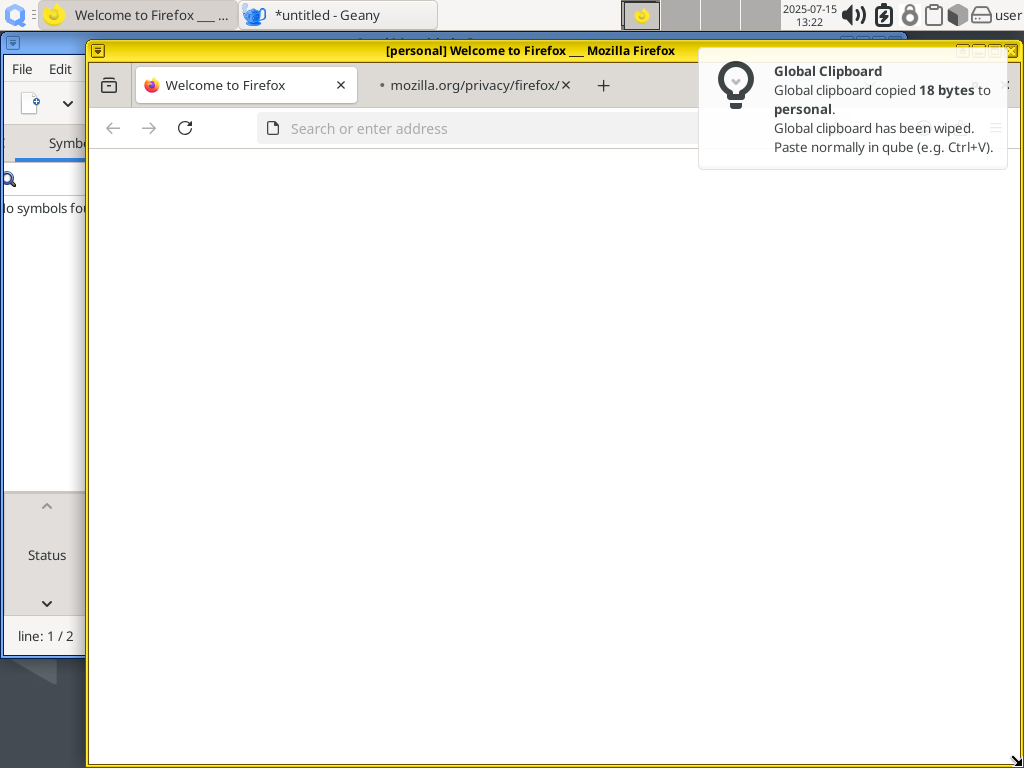 Welcome to Firefox ___ ...
*untitled - Geany
2025-07-15
13:22
user
[personal] Welcome to Firefox ___ Mozilla Firefox
File Edit
Welcome to Firefox
mozilla.org/privacy/firefox/
Search or enter address
Global Clipboard
Global clipboard copied 18 bytes to
personal.
Global clipboard has been wiped.
Paste normally in qube (e.g. Ctrl+V).
Symbo
lo symbols fou
Status
line: 1 / 2